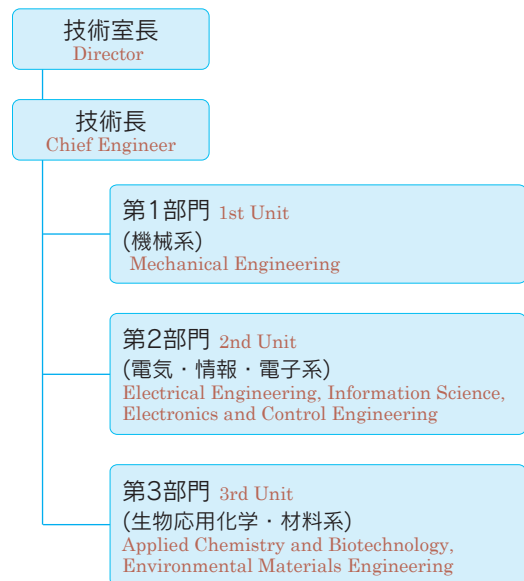 技術室長
Director
技術長
Chief Engineer
第1部門 1st Unit
(機械系)
Mechanical Engineering
第2部門 2nd Unit
(電気・情報・電子系)
Electrical Engineering, Information Science,
Electronics and Control Engineering
第3部門 3rd Unit
(生物応用化学・材料系)
Applied Chemistry and Biotechnology,
Environmental Materials Engineering